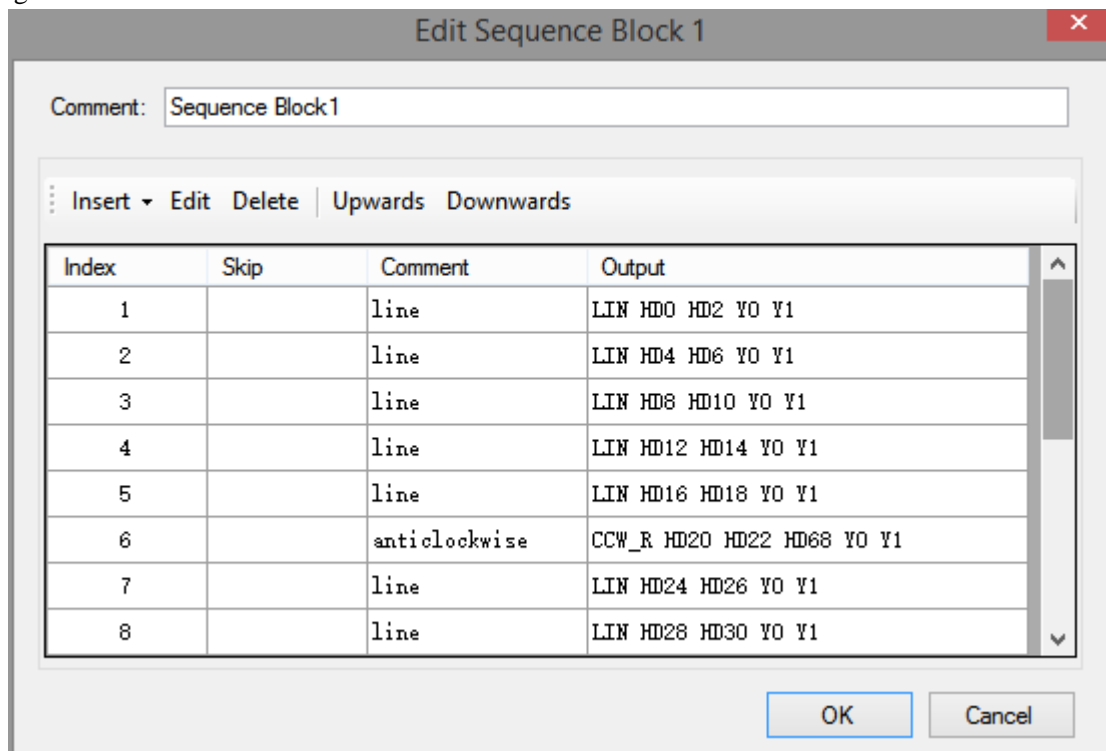 Edit Sequence Block 1
Comment: Sequence Block1
Insert Edit Delete Upwards Downwards
Index Skip Comment Output
1 line LIN HD0 HD2 Y0 Y1
2 line LIN HD4 HD6 Y0 Y1
3 line LIN HD8 HD10 Y0 Y1
4 line LIN HD12 HD14 Y0 Y1
5 line LIN HD16 HD18 Y0 Y1
6 anticlockwise CCW_R HD20 HD22 HD68 Y0 Y1
7 line LIN HD24 HD26 Y0 Y1
8 line LIN HD28 HD30 Y0 Y1
OK Cancel